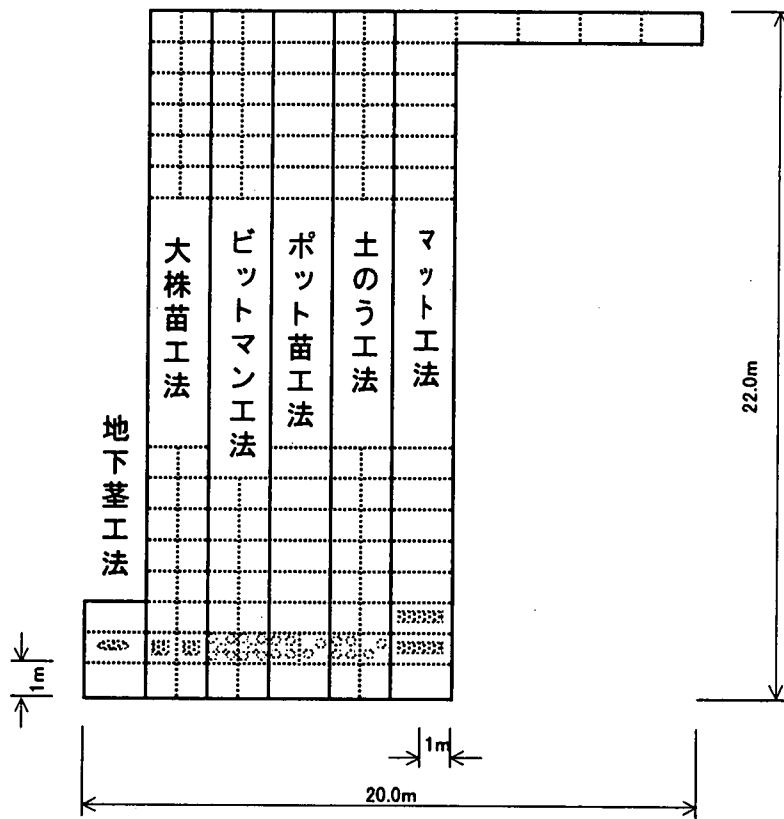 地下茎工法
大株苗工法
ビットマン工法
ポット苗工法
土のう工法
マット工法
22.0m
1m
1m
20.0m